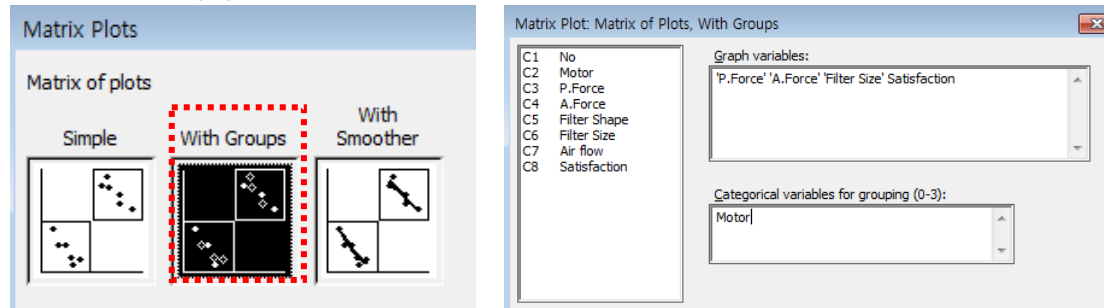 Matrix Plots
Matrix of plots
Simple
With Groups
With
Smoother
Matrix Plot: Matrix of Plots, With Groups
C1 No
C2 Motor
C3 P.Force
C4 A.Force
C5 Filter Shape
C6 Filter Size
C7 Air flow
C8 Satisfaction
Graph variables:
'P.Force' 'A.Force' 'Filter Size' Satisfaction
Categorical variables for grouping (0-3):
Motor